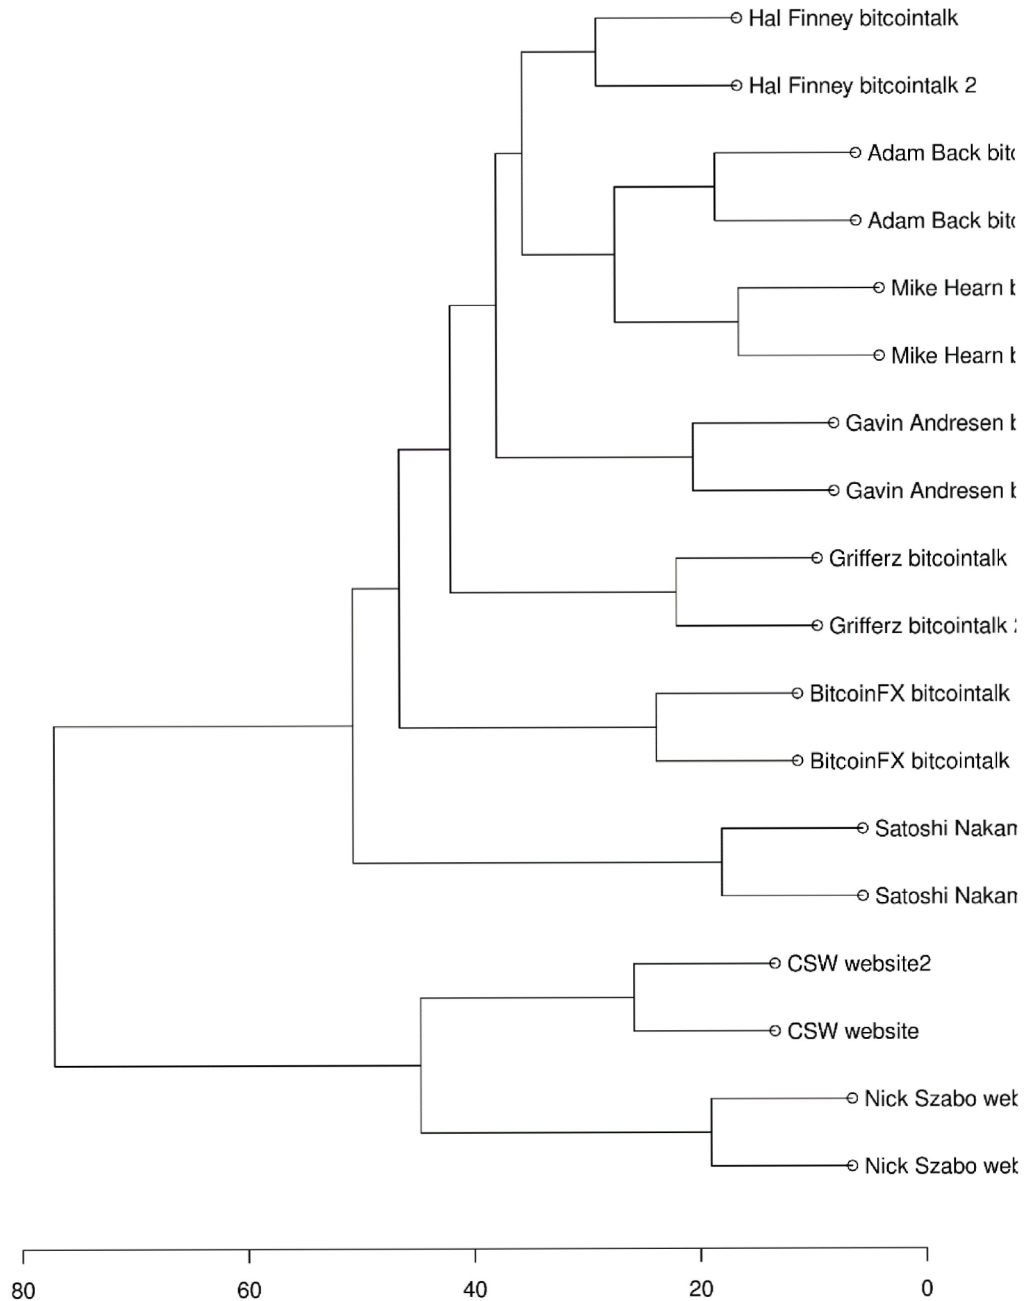 Hal Finney bitcointalk
Hal Finney bitcointalk 2
Adam Back
Adam Back
Mike Hearn
Mike Hearn
Gavin Andresen
Gavin Andresen
Grifferz bitcointalk
Grifferz bitcointalk
BitcoinFX bitcointalk
BitcoinFX bitcointalk
Satoshi
Satoshi
CSW website2
CSW website
Nick Szabo
Nick Szabo
80 60 40 20 0